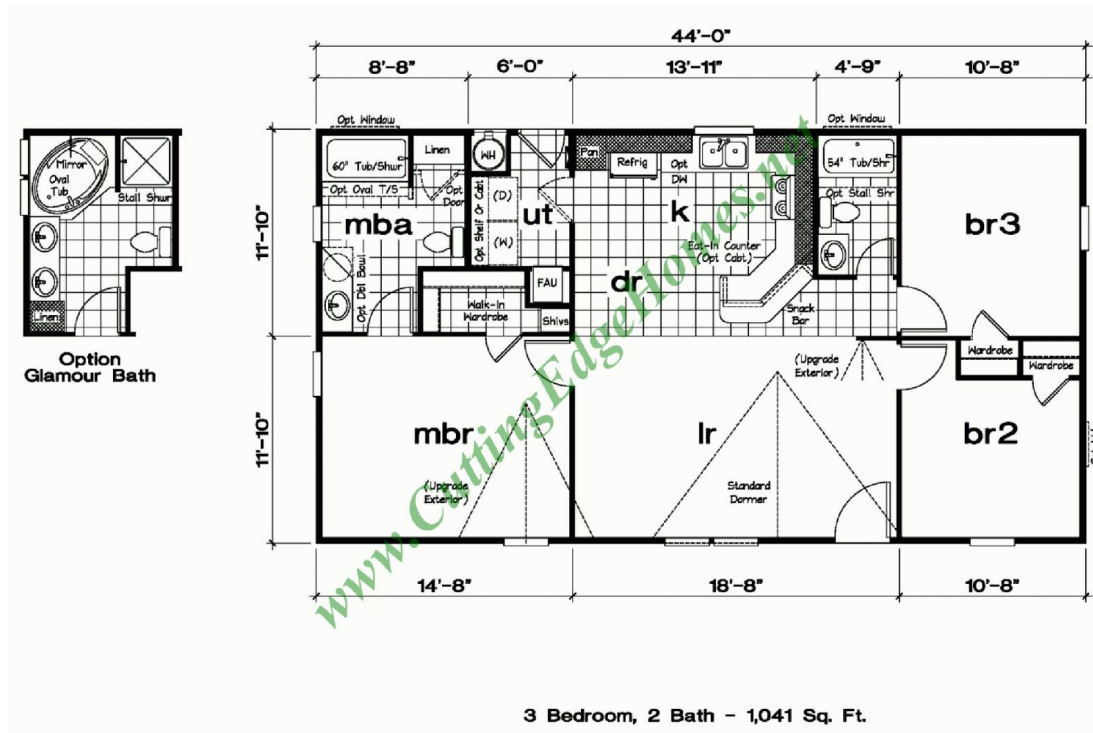 44'-0"
8'-8"
6'-0"
13'-11"
4'-9"
10'-8"
Opt Window
Opt Window
Mirror
Oval
Tub
Stall Shwr
Linen
Option
Glamour Bath
11'-10"
11'-10"
60" Tub/Shwr
Opt Oval T/S
Linen
Opt
Door
mba
Opt Dbl Bowl
WH
Opt Shelf Or Cabt
(D)
(W)
ut
FAU
Walk-In
Wardrobe
Shlvs
Pan
Refrig
Opt
DW
k
Eat-In Counter
(Opt Cabt)
dr
Snack
Bar
54" Tub/Shr
Opt Stall Shr
br3
Wardrobe
Wardrobe
(Upgrade
Exterior)
mbr
(Upgrade
Exterior)
lr
Standard
Dormer
br2
14'-8"
18'-8"
10'-8"
www.CuttingEdgeHomes.net
3 Bedroom, 2 Bath - 1,041 Sq. Ft.